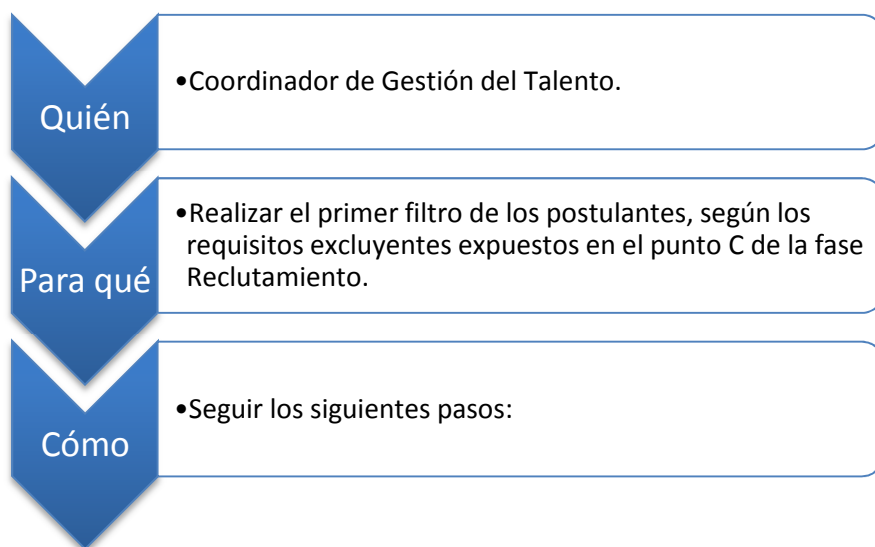 Quién
•Coordinador de Gestión del Talento.
Para qué
•Realizar el primer filtro de los postulantes, según los
requisitos excluyentes expuestos en el punto C de la fase
Reclutamiento.
Cómo
•Seguir los siguientes pasos: